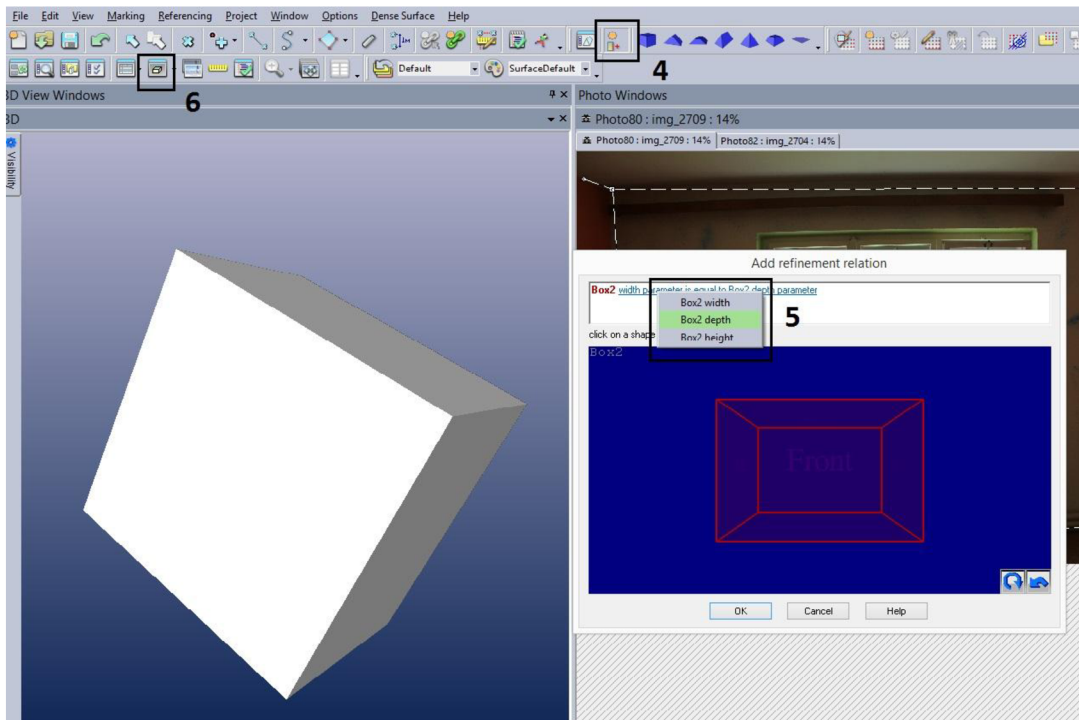 File Edit View Marking Referencing Project Window Options Dense Surface Help
4
Default SurfaceDefault
6
3D View Windows Photo Windows
3D Photo80 : img_2709 : 14%
Photo80 : img_2709 : 14% Photo82 : img_2704 : 14%
Visibility
Add refinement relation
Box2 width parameter is equal to Box2 depth parameter
Box2 width
Box2 depth
5
click on a shape
Box2 height
Box2
Front
OK Cancel Help